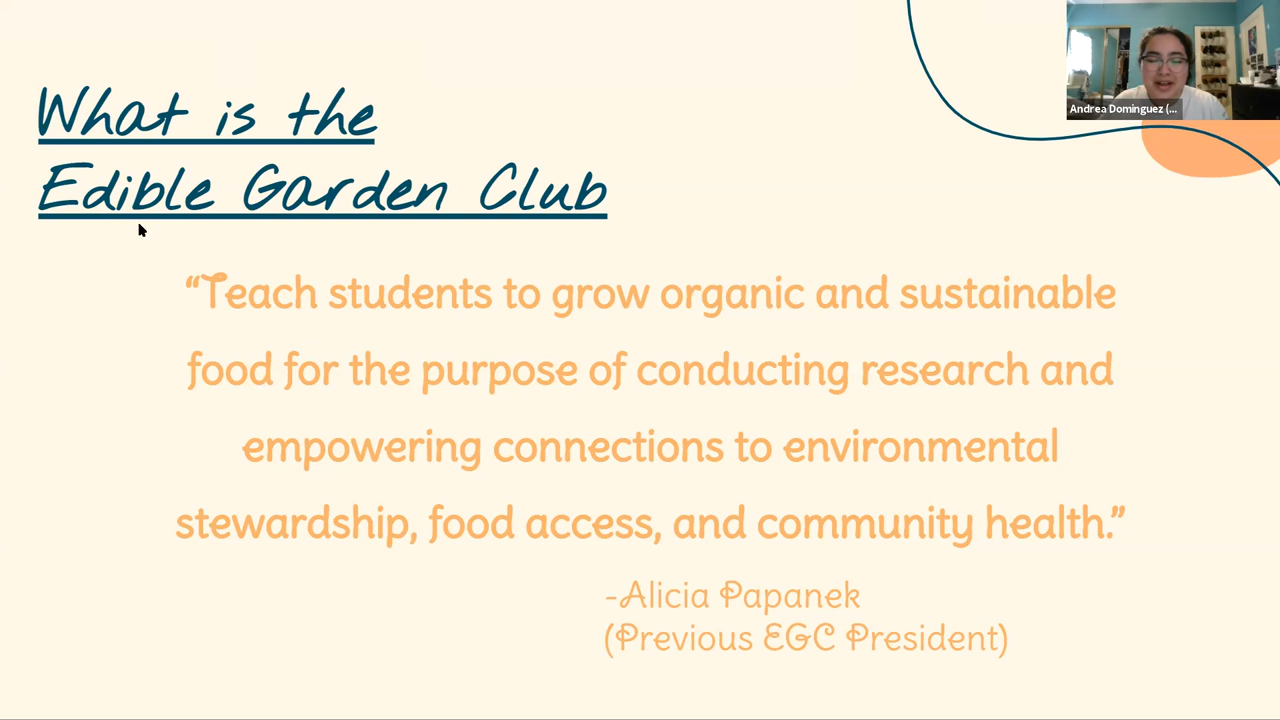 What is the
Edible Garden Club
“Teach students to grow organic and sustainable
food for the purpose of conducting research and
empowering connections to environmental
stewardship, food access, and community health.”
-Alicia Papanek
(Previous EGC President)
Andrea Dominguez (...